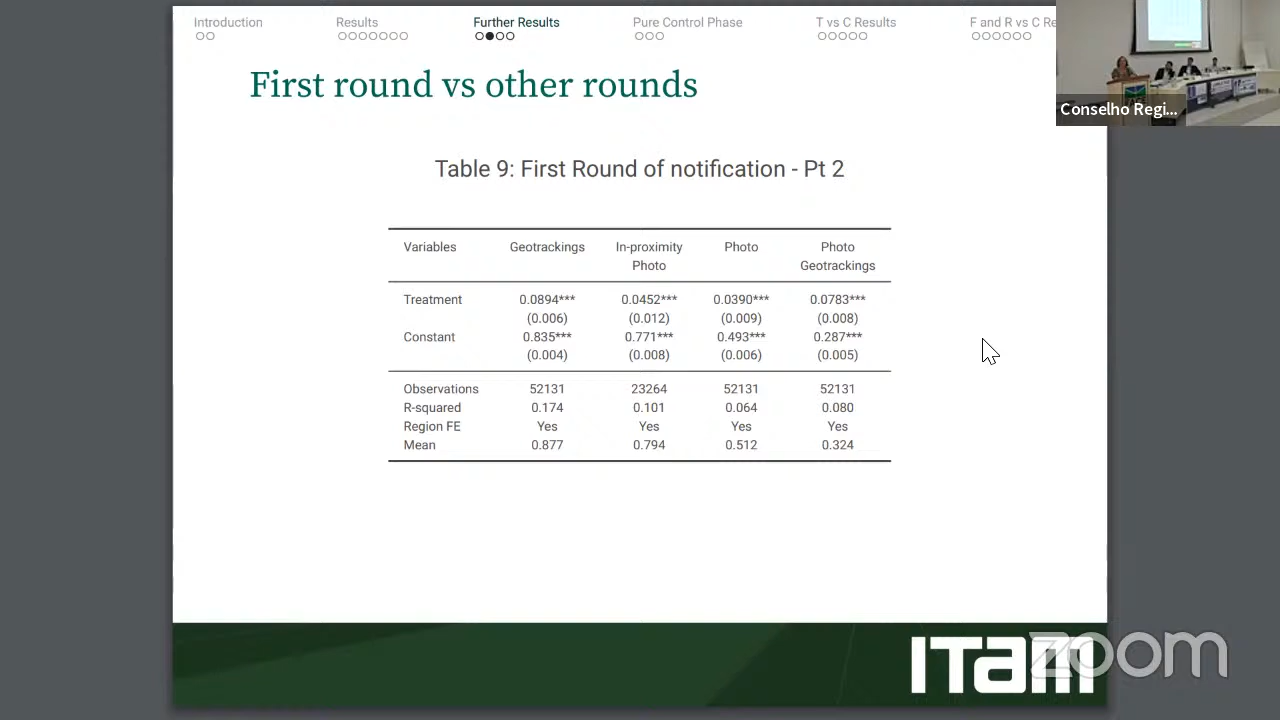 Introduction Results Further Results Pure Control Phase T vs C Results F and R vs C Re
Conselho Regi...
First round vs other rounds
Table 9: First Round of notification - Pt 2
Variables Geotrackings In-proximity Photo Photo
Photo Geotrackings
Treatment 0.0894*** 0.0452*** 0.0390*** 0.0783***
(0.006) (0.012) (0.009) (0.008)
Constant 0.835*** 0.771*** 0.493*** 0.287***
(0.004) (0.008) (0.006) (0.005)
Observations 52131 23264 52131 52131
R-squared 0.174 0.101 0.064 0.080
Region FE Yes Yes Yes Yes
Mean 0.877 0.794 0.512 0.324
ITAM
zoom